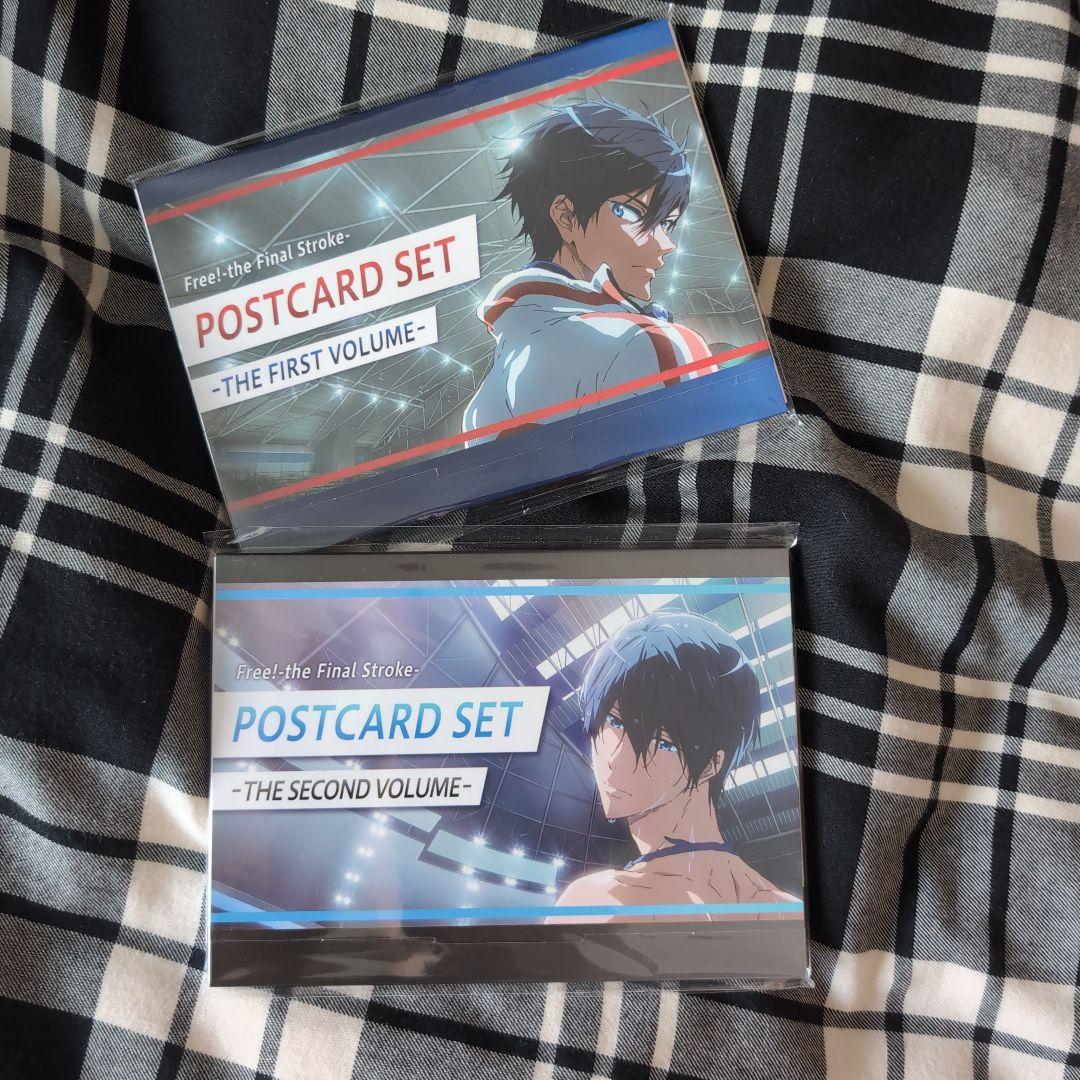 Free!-the Final Stroke-
POSTCARD SET
-THE FIRST VOLUME-
Free!-the Final Stroke-
POSTCARD SET
-THE SECOND VOLUME-